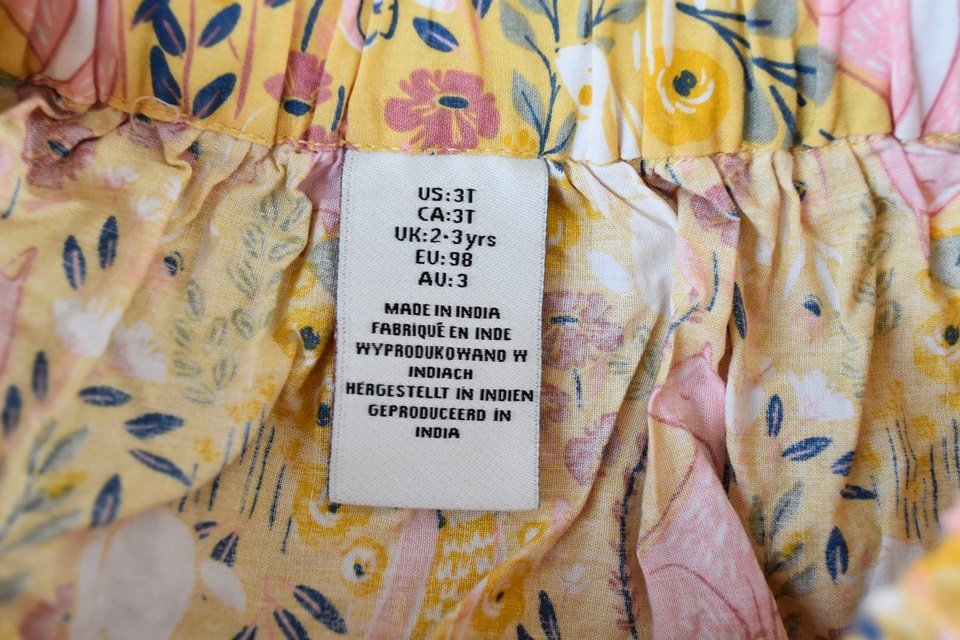 US:3T
CA:3T
UK:2-3yrs
EU:98
AU:3
MADE IN INDIA
FABRIQUÉ EN INDE
WYPRODUKOWANO W
INDIACH
HERGESTELLT IN INDIEN
GEPRODUCEERD IN
INDIA